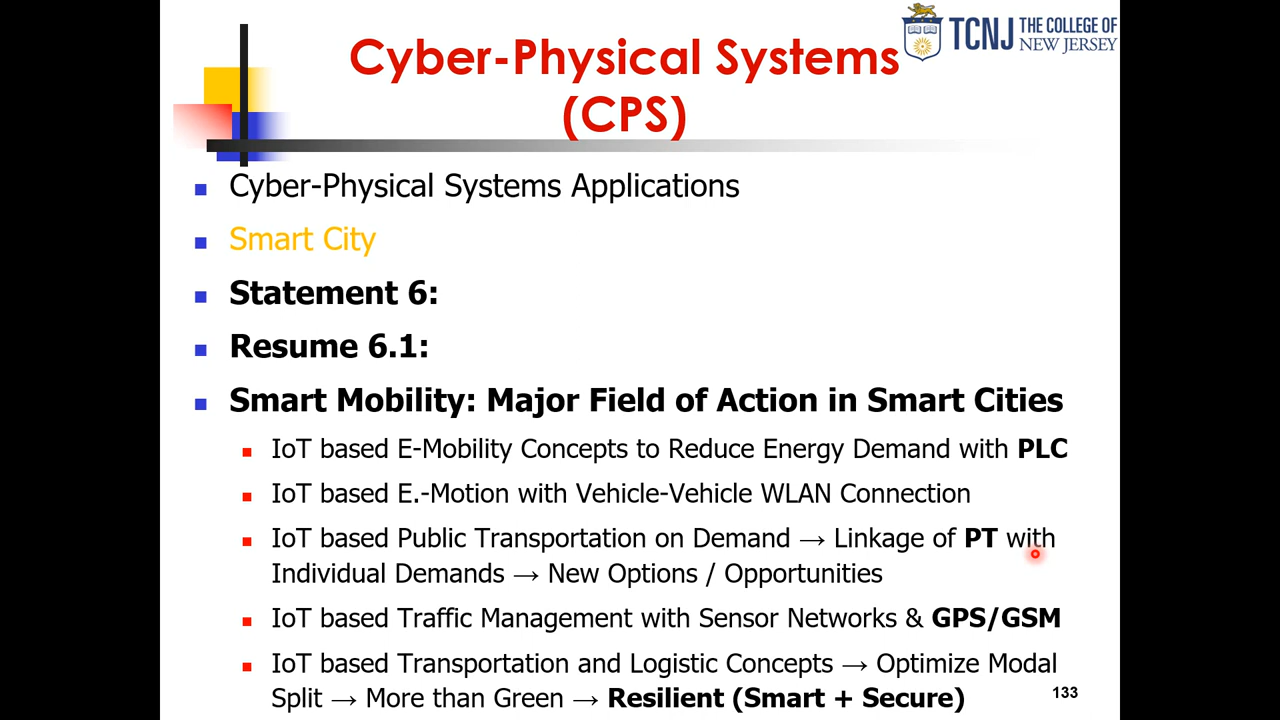 TCNJ THE COLLEGE OF
NEW JERSEY
Cyber-Physical Systems
(CPS)
Cyber-Physical Systems Applications
Smart City
Statement 6:
Resume 6.1:
Smart Mobility: Major Field of Action in Smart Cities
IoT based E-Mobility Concepts to Reduce Energy Demand with PLC
IoT based E.-Motion with Vehicle-Vehicle WLAN Connection
IoT based Public Transportation on Demand → Linkage of PT with
Individual Demands → New Options / Opportunities
IoT based Traffic Management with Sensor Networks & GPS/GSM
IoT based Transportation and Logistic Concepts → Optimize Modal
Split → More than Green → Resilient (Smart + Secure)
133